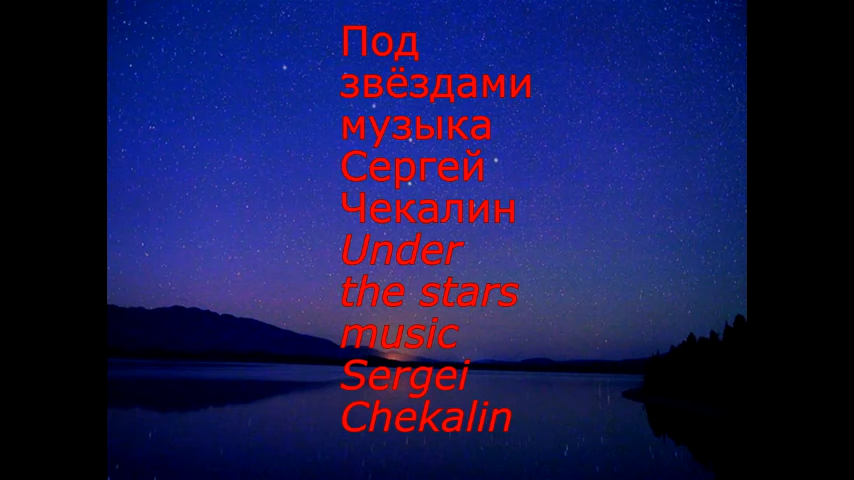 Под
звёздами
музыка
Сергей
Чекалин
Under
the stars
music
Sergei
Chekalin